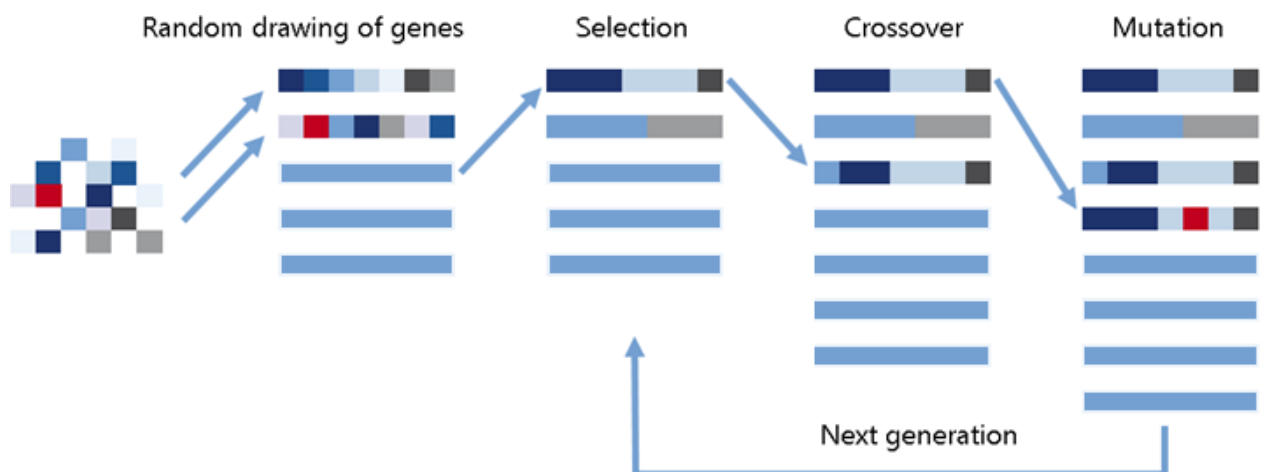 Random drawing of genes
Selection
Crossover
Mutation
Next generation